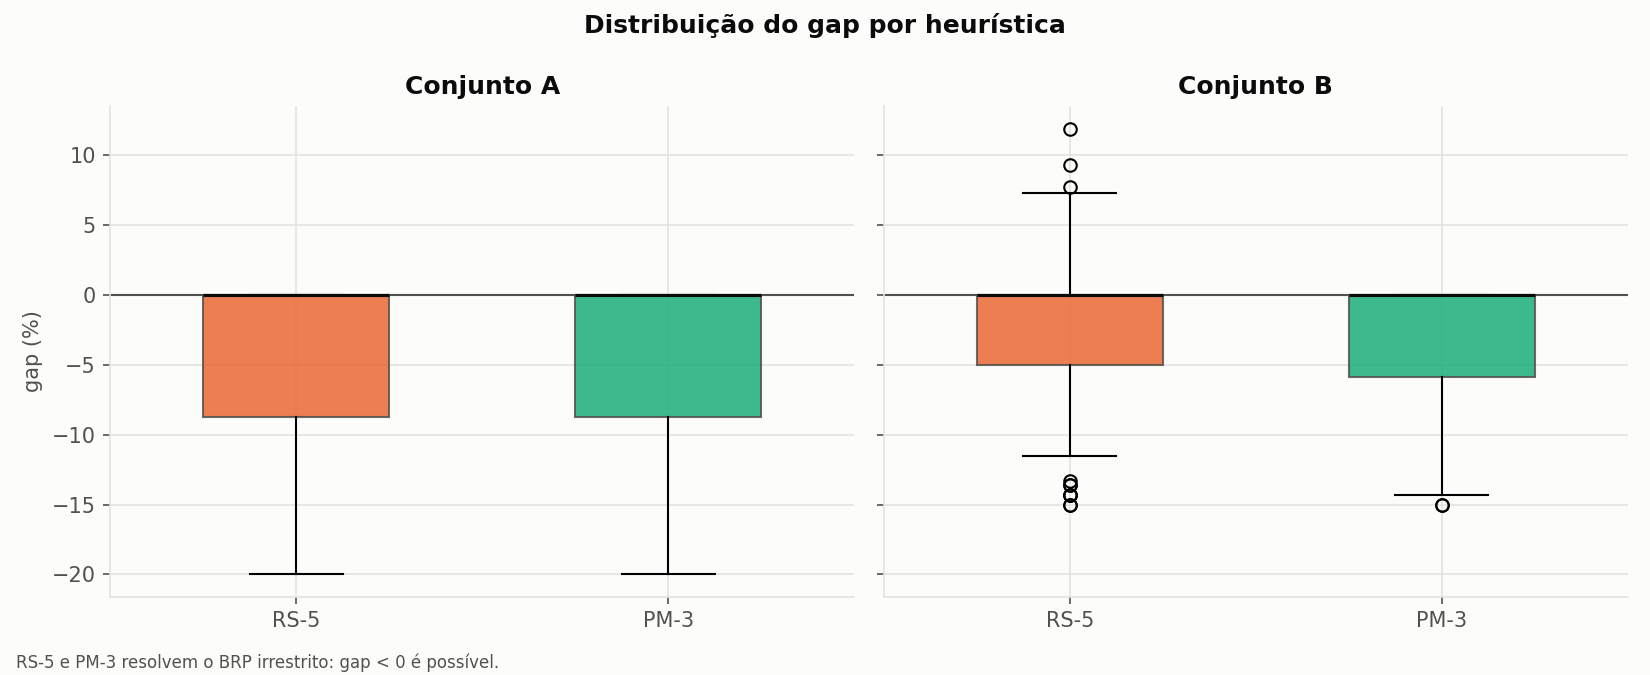 Distribuição do gap por heurística
Conjunto A
Conjunto B
gap (%)
10
5
0
−5
−10
−15
−20
RS-5
PM-3
RS-5
PM-3
RS-5 e PM-3 resolvem o BRP irrestrito: gap < 0 é possível.